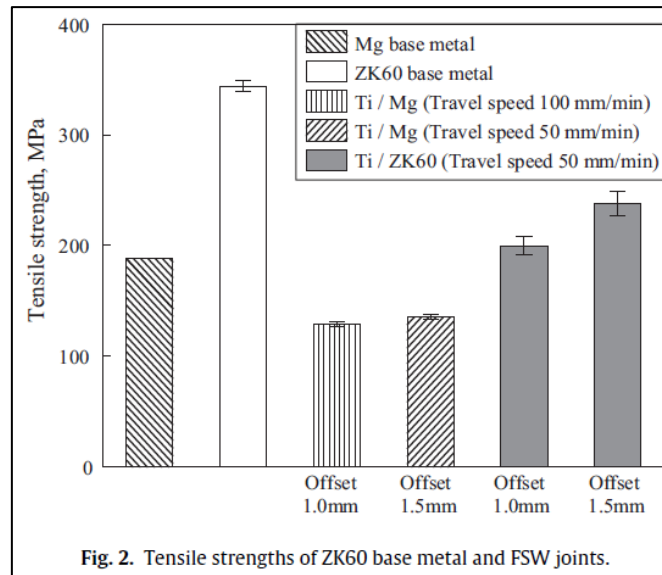 400
300
200
100
0
Tensile strength, MPa
Mg base metal
ZK60 base metal
Ti / Mg (Travel speed 100 mm/min)
Ti / Mg (Travel speed 50 mm/min)
Ti / ZK60 (Travel speed 50 mm/min)
Offset
1.0mm
Offset
1.5mm
Offset
1.0mm
Offset
1.5mm
Fig. 2. Tensile strengths of ZK60 base metal and FSW joints.